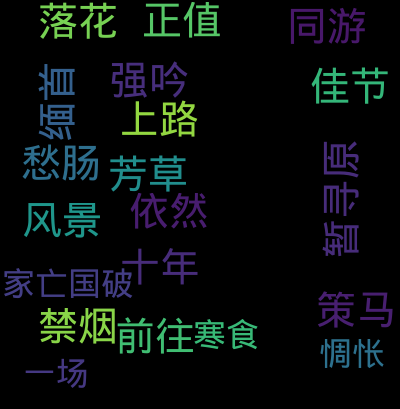 落花
正值
同游
强吟
佳节
缅首
上路
愁肠
芳草
暂寻原
依然
风景
十年
家亡国破
策马
禁烟
前往
寒食
惆怅
一场